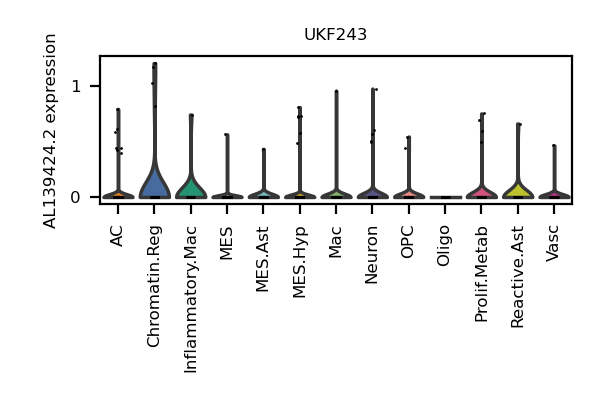 UKF243
AL139424.2 expression
1
0
AC
Chromatin.Reg
Inflammatory.Mac
MES
MES.Ast
MES.Hyp
Mac
Neuron
OPC
Oligo
Prolif.Metab
Reactive.Ast
Vasc